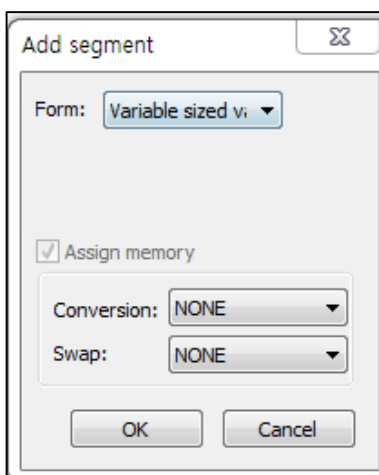 Add segment
Form: Variable sized
Assign memory
Conversion: NONE
Swap: NONE
OK Cancel